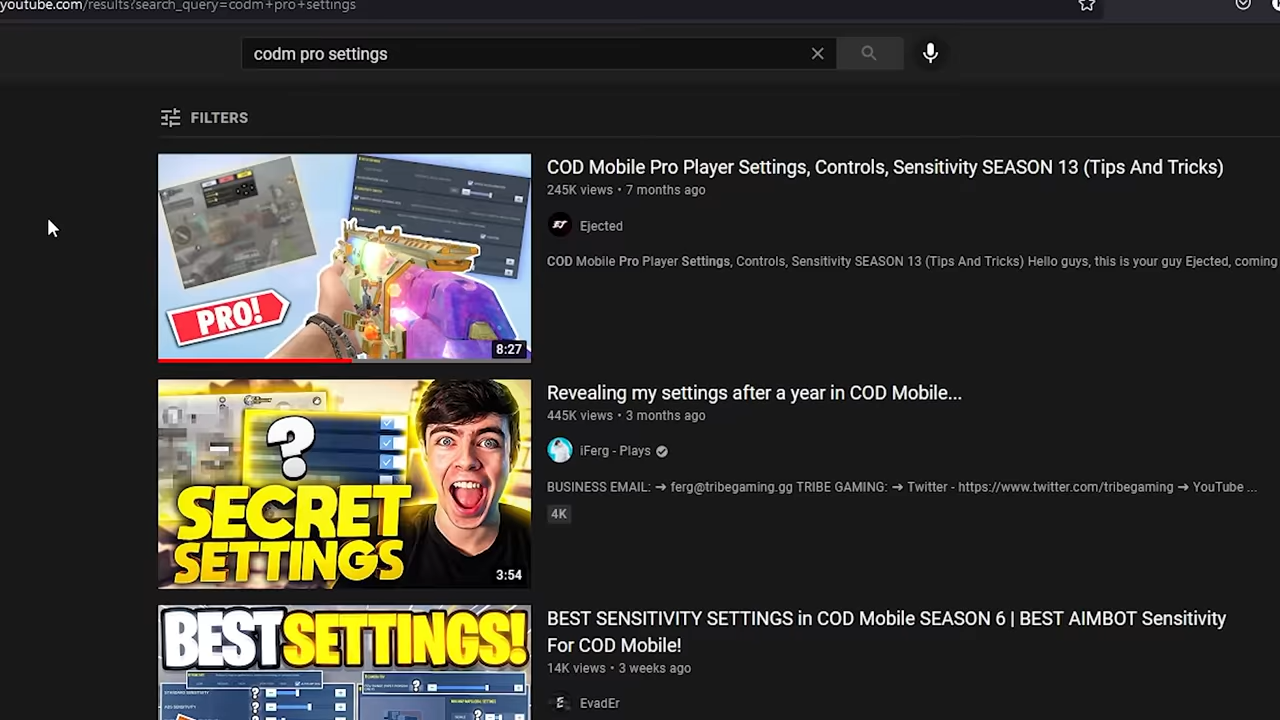 youtube.com/results?search_query=codm+pro+settings
codm pro settings
FILTERS
PRO!
8:27
COD Mobile Pro Player Settings, Controls, Sensitivity SEASON 13 (Tips And Tricks)
245K views • 7 months ago
Ejected
COD Mobile Pro Player Settings, Controls, Sensitivity SEASON 13 (Tips And Tricks) Hello guys, this is your guy Ejected, coming
?
SECRET
SETTINGS
3:54
Revealing my settings after a year in COD Mobile...
445K views • 3 months ago
iFerg - Plays
BUSINESS EMAIL: ➔ ferg@tribegaming.gg TRIBE GAMING: ➔ Twitter - https://www.twitter.com/tribegaming ➔ YouTube ...
4K
BEST SETTINGS!
BEST SENSITIVITY SETTINGS in COD Mobile SEASON 6 | BEST AIMBOT Sensitivity
For COD Mobile!
14K views • 3 weeks ago
EvadEr